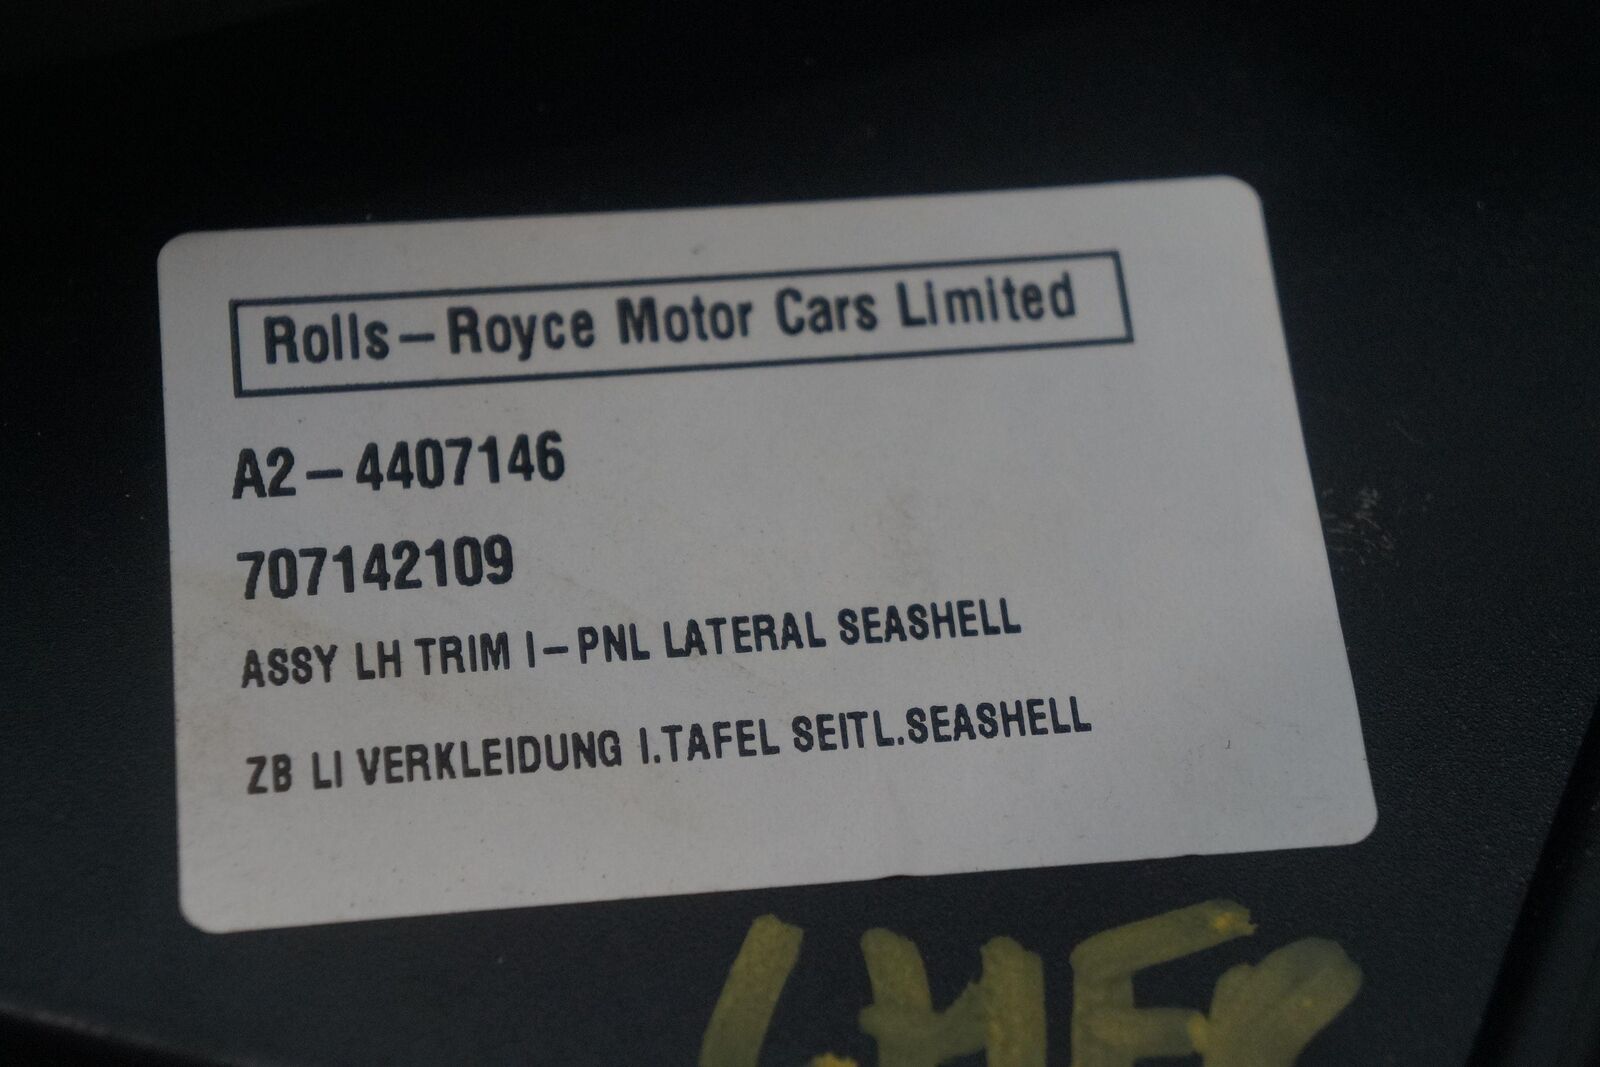 Rolls-Royce Motor Cars Limited
A2-4407146
707142109
ASSY LH TRIM I-PNL LATERAL SEASHELL
ZB LI VERKLEIDUNG I.TAFEL SEITL.SEASHELL